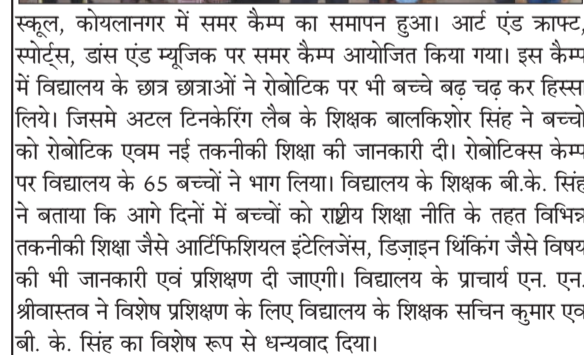 स्कूल, कोयलानगर में समर कैम्प का समापन हुआ। आर्ट एंड क्राफ्ट,
स्पोर्ट्स, डांस एंड म्यूजिक पर समर कैम्प आयोजित किया गया। इस कैम्प
में विद्यालय के छात्र छात्राओं ने रोबोटिक पर भी बच्चे बढ़ चढ़ कर हिस्सा
लिये। जिसमे अटल टिनकेरिंग लैब के शिक्षक बालकिशोर सिंह ने बच्चो
को रोबोटिक एवम नई तकनीकी शिक्षा की जानकारी दी। रोबोटिक्स केम्प
पर विद्यालय के 65 बच्चों ने भाग लिया। विद्यालय के शिक्षक बी.के. सिंह
ने बताया कि आगे दिनों में बच्चों को राष्ट्रीय शिक्षा नीति के तहत विभिन्न
तकनीकी शिक्षा जैसे आर्टिफिशियल इंटेलिजेंस, डिज़ाइन थिंकिंग जैसे विषय
की भी जानकारी एवं प्रशिक्षण दी जाएगी। विद्यालय के प्राचार्य एन. एन.
श्रीवास्तव ने विशेष प्रशिक्षण के लिए विद्यालय के शिक्षक सचिन कुमार एव
बी. के. सिंह का विशेष रूप से धन्यवाद दिया।